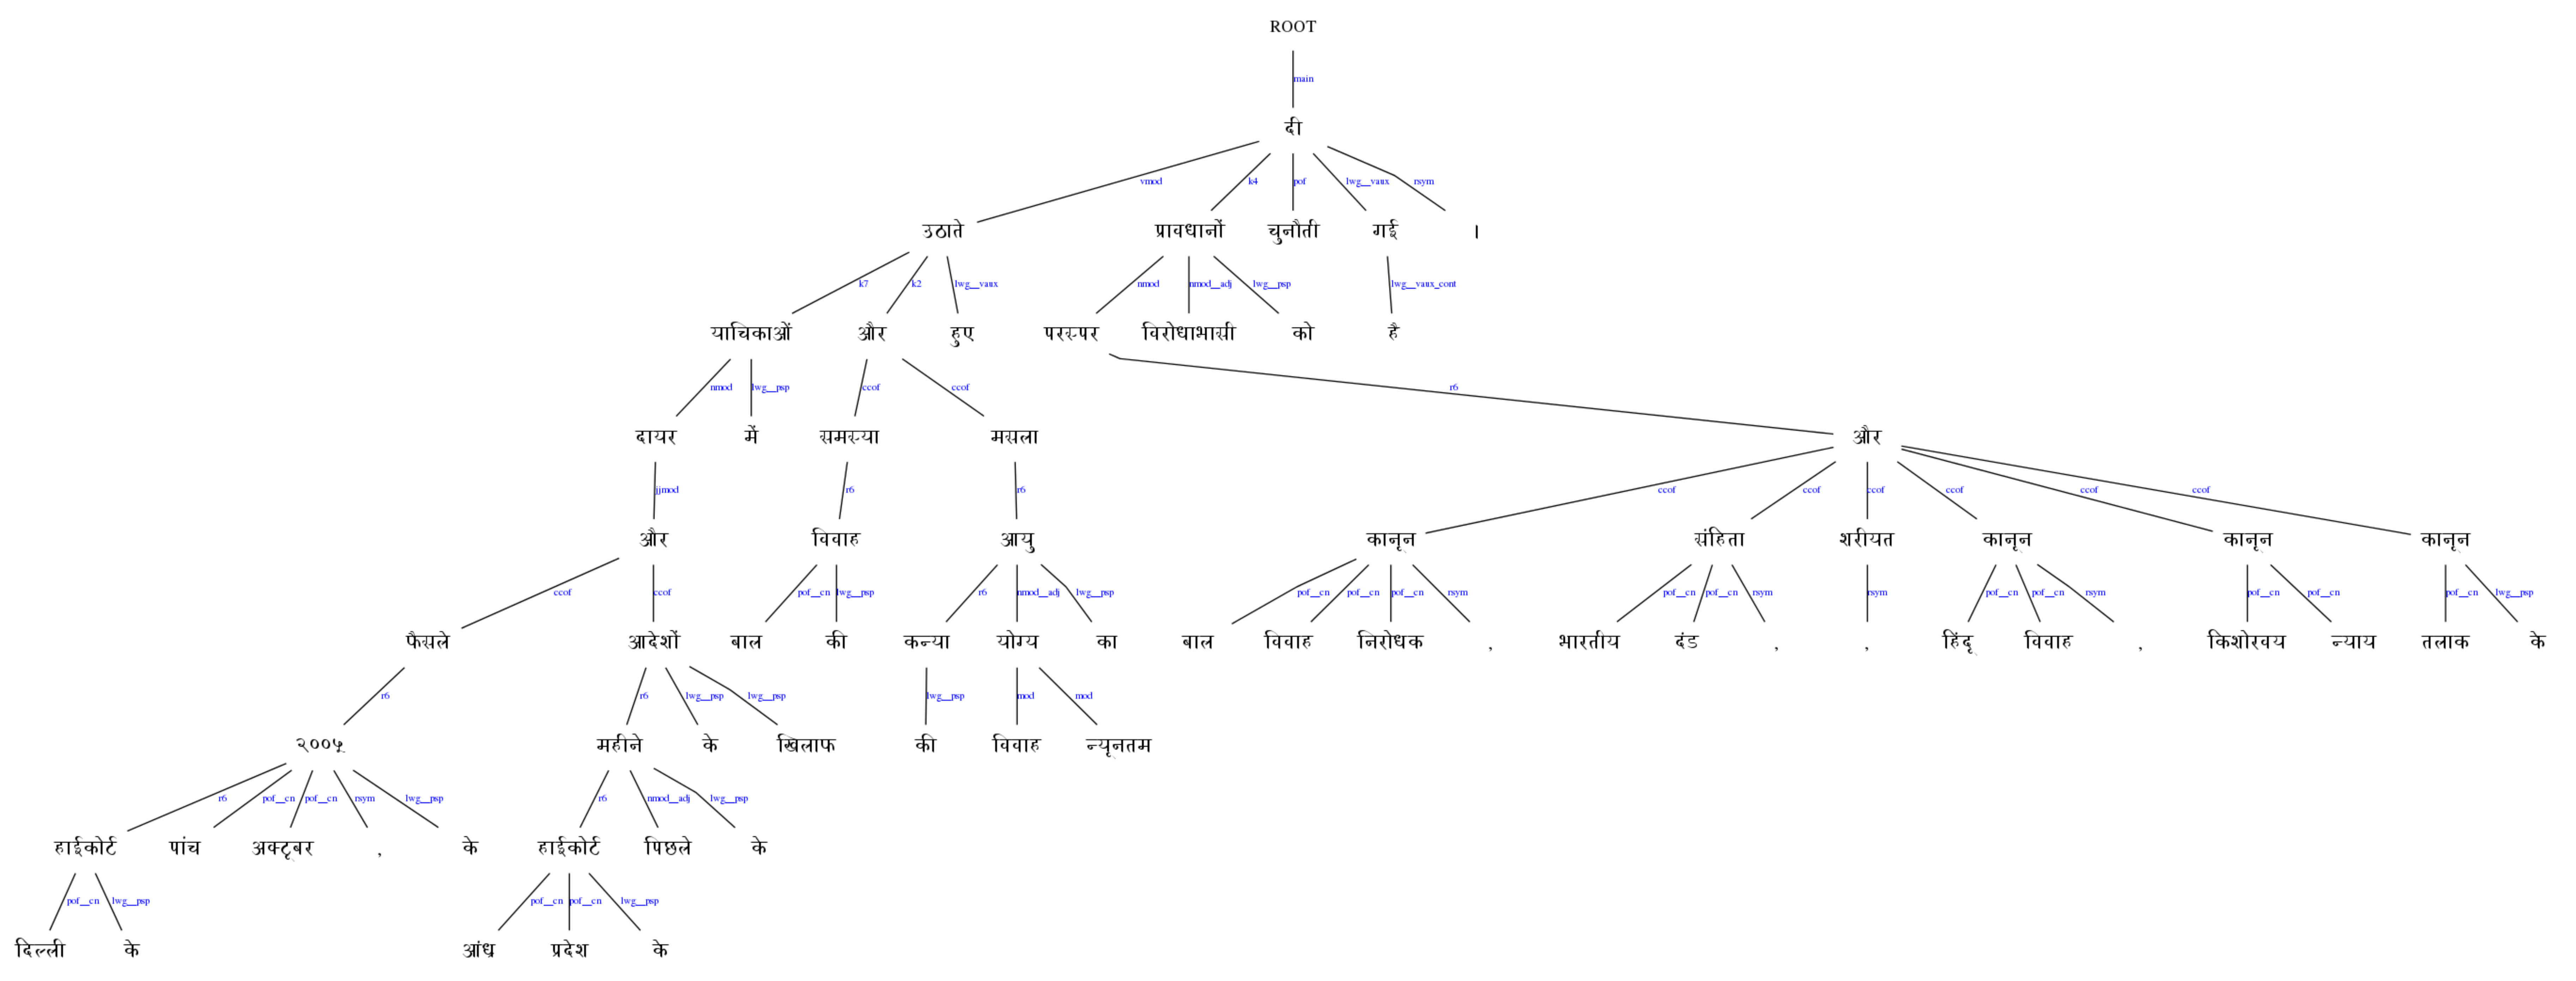 ROOT
main
दी
vmod k4 pof lwg__vaux rsym
उठाते प्रावधानों चुनौती गई ।
k7 k2 lwg__vaux nmod nmod__adj lwg__psp lwg__vaux_cont
याचिकाओं और हुए परस्पर विरोधाभासी को है
nmod lwg__psp ccof ccof r6
दायर में समस्या मसला और
jjmod r6 r6 ccof ccof ccof ccof ccof ccof
और विवाह आयु कानून संहिता शरीयत कानून कानून कानून
ccof ccof pof__cn lwg__psp r6 nmod__adj lwg__psp pof__cn pof__cn pof__cn rsym pof__cn pof__cn rsym rsym pof__cn pof__cn rsym pof__cn pof__cn pof__cn lwg__psp
फैसले आदेशों बाल की कन्या योग्य का बाल विवाह निरोधक , भारतीय दंड , , हिंदू विवाह , किशोरवय न्याय तलाक के
r6 r6 lwg__psp lwg__psp lwg__psp mod mod
२००५ महीने के खिलाफ की विवाह न्यूनतम
r6 pof__cn pof__cn rsym lwg__psp r6 nmod__adj lwg__psp
हाईकोर्ट पांच अक्टूबर , के हाईकोर्ट पिछले के
pof__cn lwg__psp pof__cn pof__cn lwg__psp
दिल्ली के आंध्र प्रदेश के